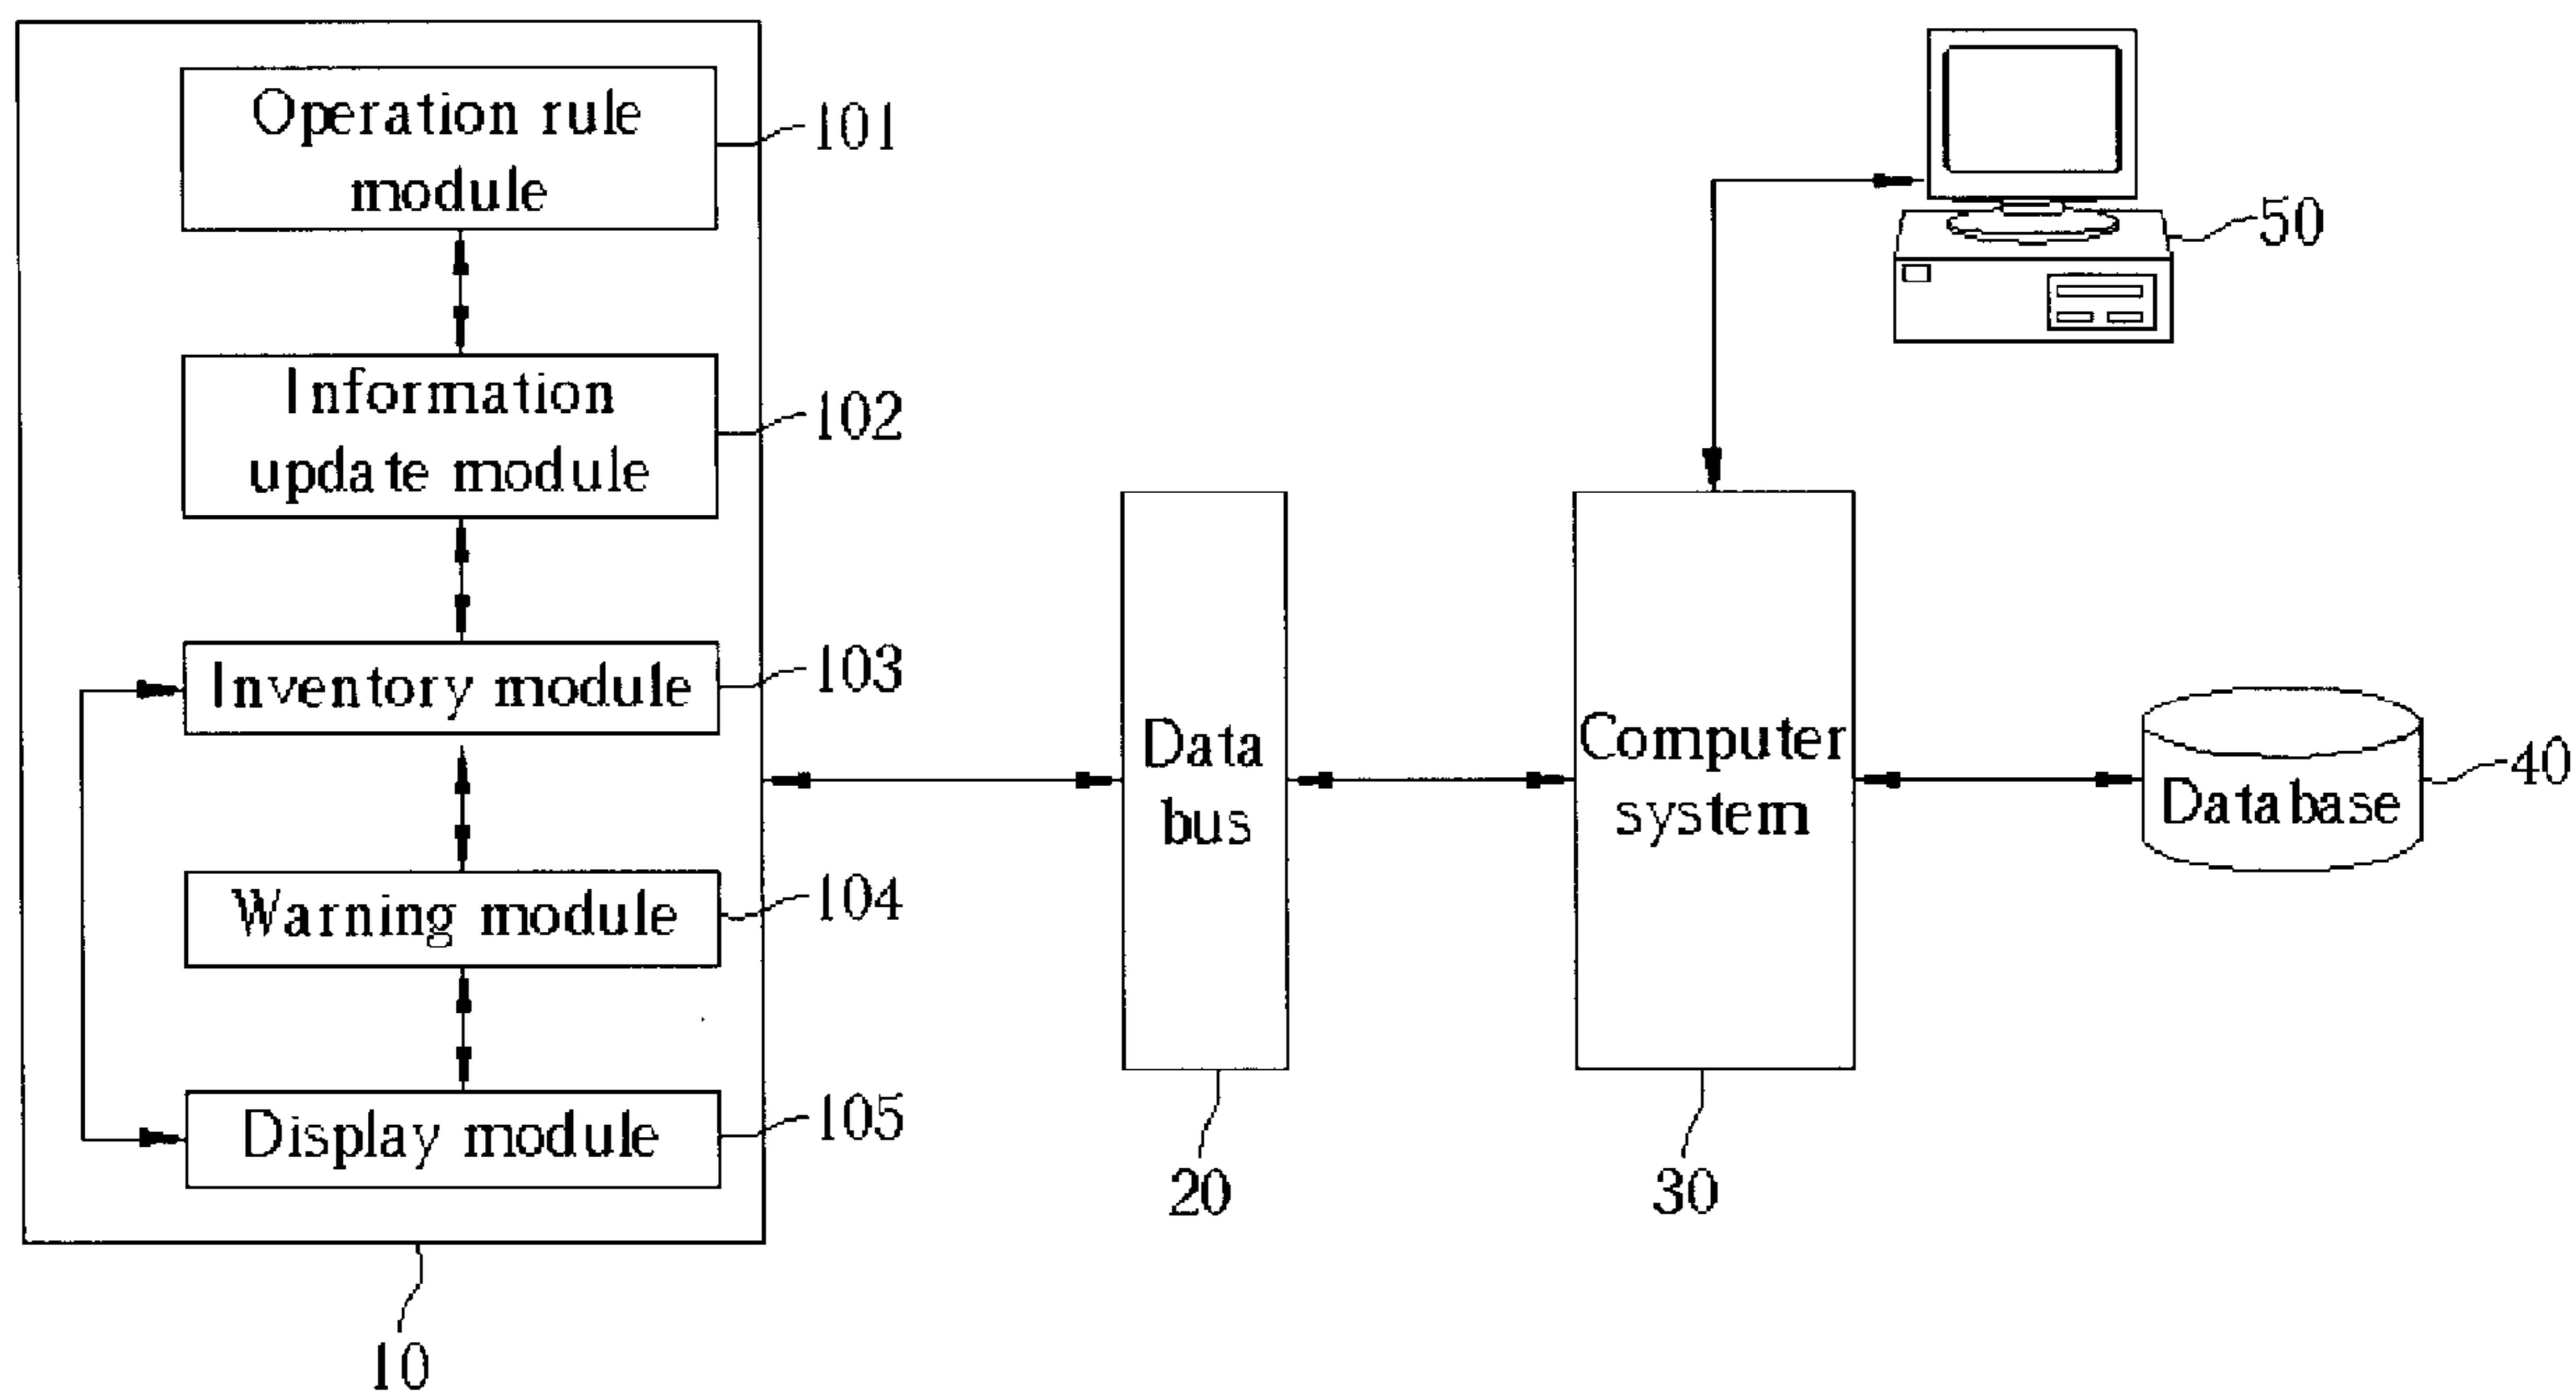 Operation rule
module
101
Information
update module
102
Inventory module
103
Warning module
104
Display module
105
10
Data
bus
20
Computer
system
30
Database
40
50